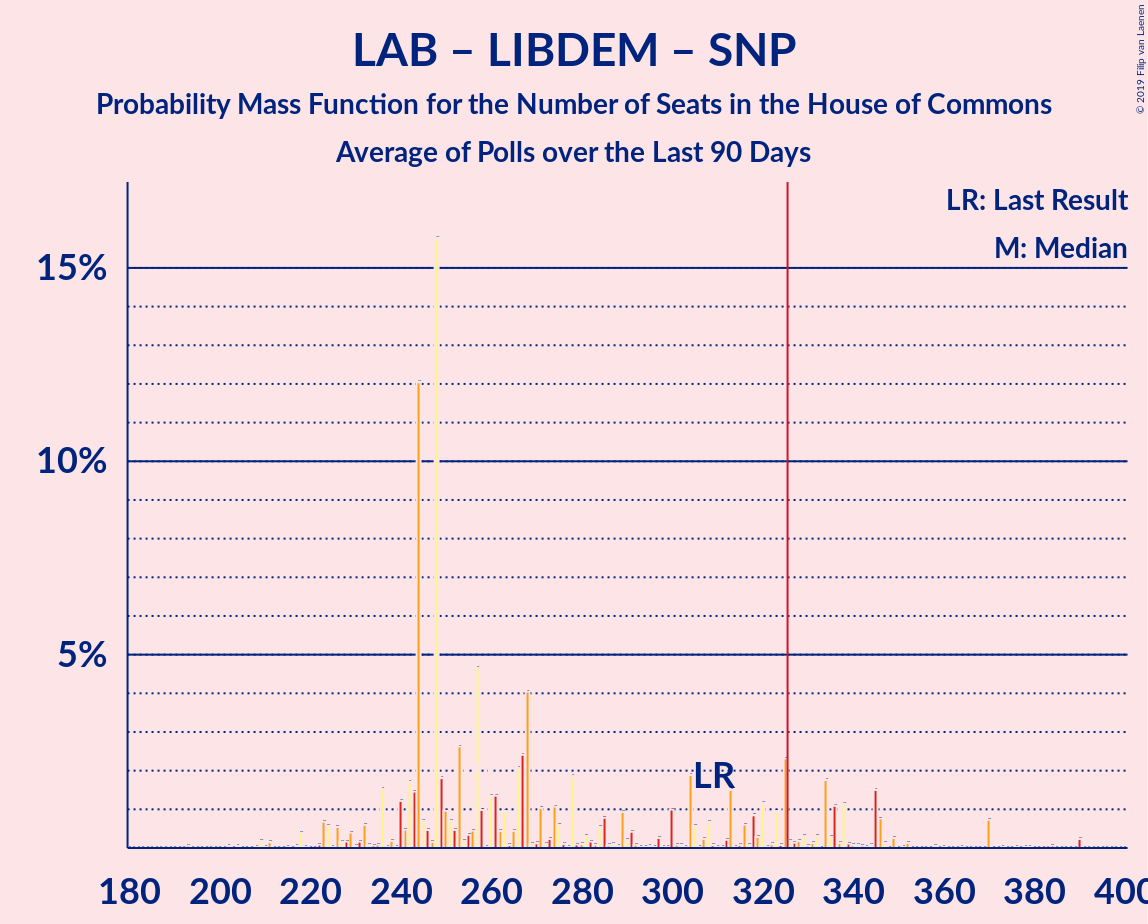 LAB – LIBDEM – SNP
Probability Mass Function for the Number of Seats in the House of Commons
Average of Polls over the Last 90 Days
© 2019 Filip van Laenen
LR: Last Result
M: Median
15%
10%
5%
LR
180 200 220 240 260 280 300 320 340 360 380 400